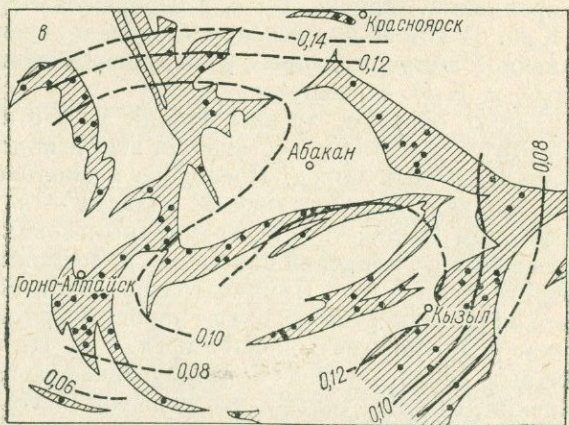 в
Красноярск
0,14
0,12
Абакан
0,08
Горно-Алтайск
Кызыл
0,10
0,08
0,12
0,06
0,10